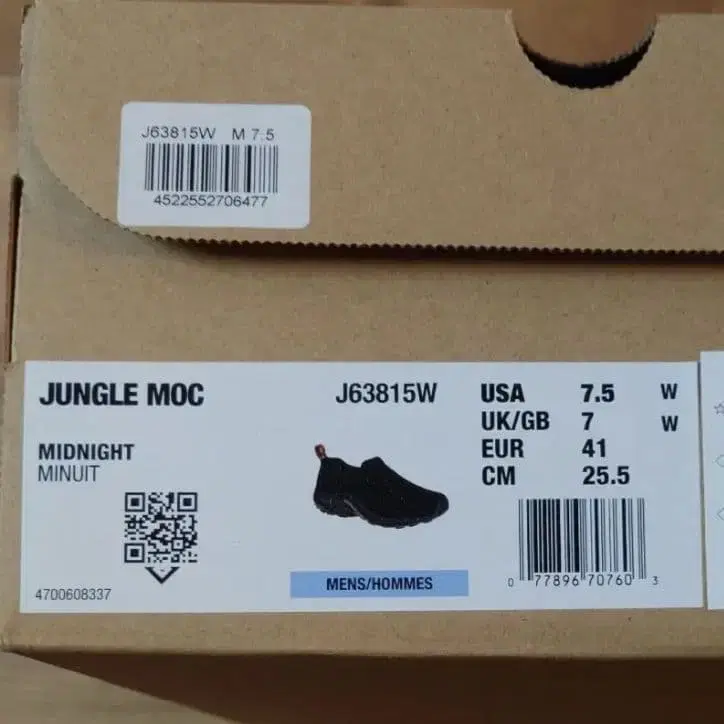 J63815W M 7.5
4522552706477
JUNGLE MOC
J63815W
USA 7.5 W
UK/GB 7 W
EUR 41
CM 25.5
MIDNIGHT
MINUIT
4700608337
MENS/HOMMES
0 77896 70760 3